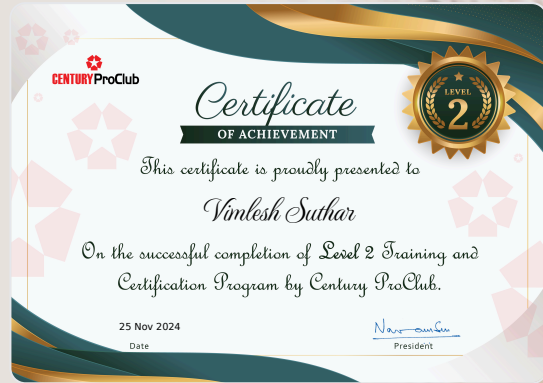 CENTURY ProClub
Certificate
OF ACHIEVEMENT
LEVEL
2
This certificate is proudly presented to
Vimlesh Suthar
On the successful completion of Level 2 Training and
Certification Program by Century ProClub.
25 Nov 2024
Date
President